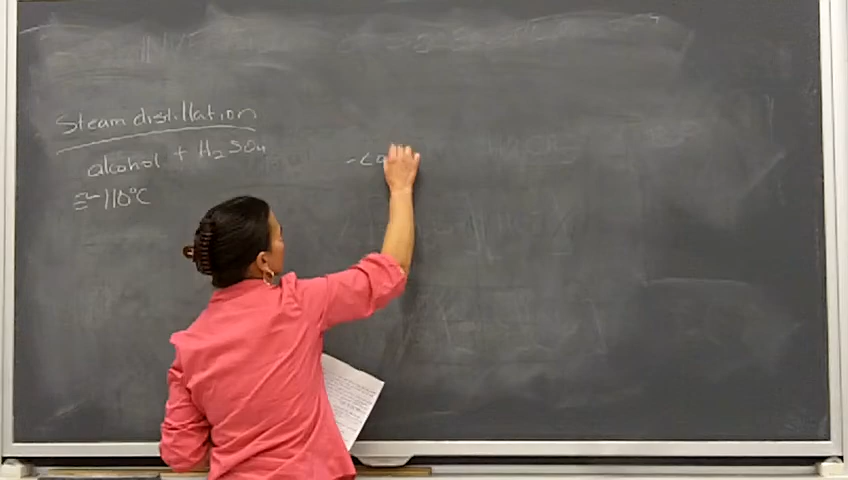 Steam distillation
alcohol + H₂SO₄
≅ 110°C